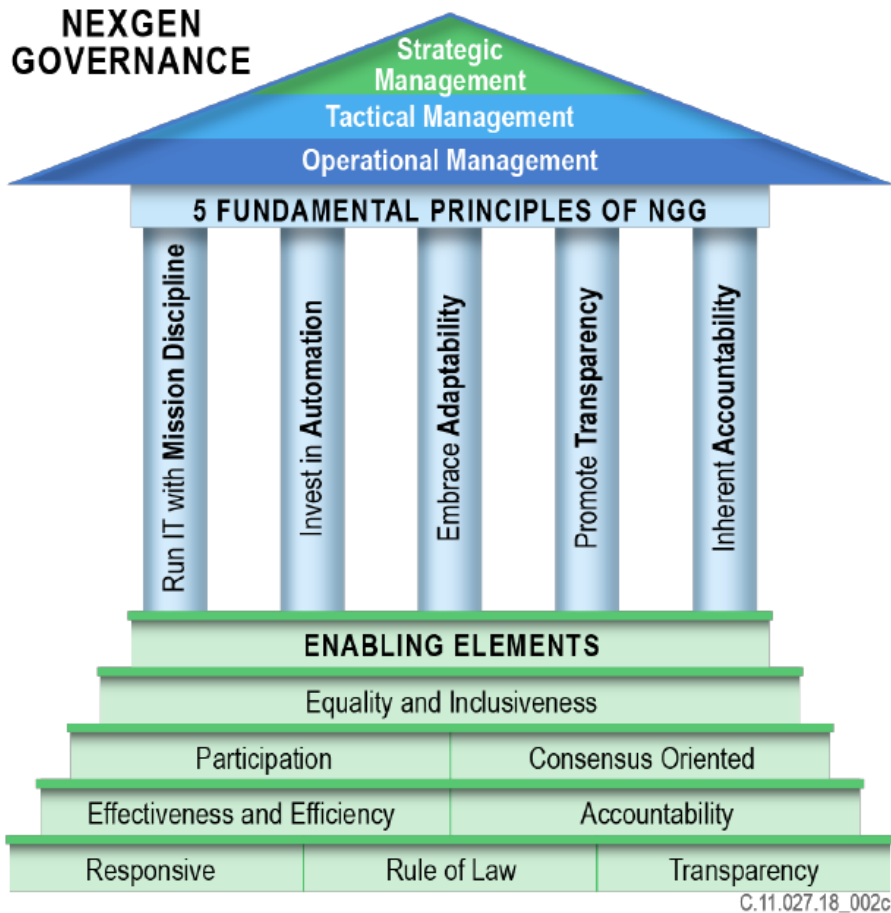 NEXGEN
GOVERNANCE
Strategic
Management
Tactical Management
Operational Management
5 FUNDAMENTAL PRINCIPLES OF NGG
Run IT with Mission Discipline
Invest in Automation
Embrace Adaptability
Promote Transparency
Inherent Accountability
ENABLING ELEMENTS
Equality and Inclusiveness
Participation
Consensus Oriented
Effectiveness and Efficiency
Accountability
Responsive
Rule of Law
Transparency
C.11.027.18_002c